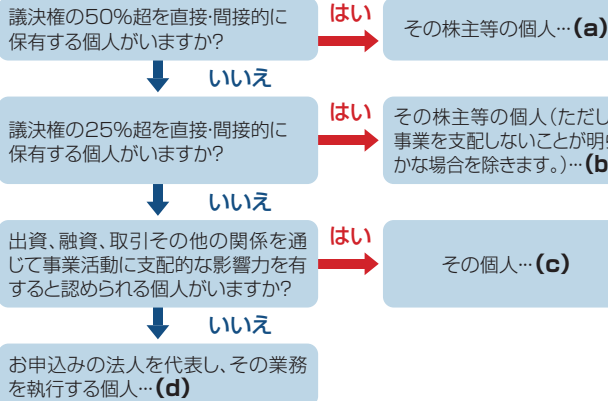 議決権の50%超を直接・間接的に
保有する個人がいますか?
はい
その株主等の個人…(a)
いいえ
議決権の25%超を直接・間接的に
保有する個人がいますか?
はい
その株主等の個人(ただし
事業を支配しないことが明
かな場合を除きます。)…(b
いいえ
出資、融資、取引その他の関係を通
じて事業活動に支配的な影響力を有
すると認められる個人がいますか?
はい
その個人…(c)
いいえ
お申込みの法人を代表し、その業務
を執行する個人…(d)